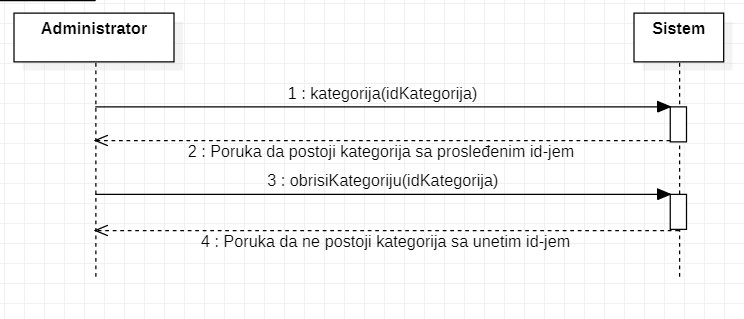 Administrator
Sistem
1 : kategorija(idKategorija)
2 : Poruka da postoji kategorija sa prosleđenim id-jem
3 : obrisiKategoriju(idKategorija)
4 : Poruka da ne postoji kategorija sa unetim id-jem